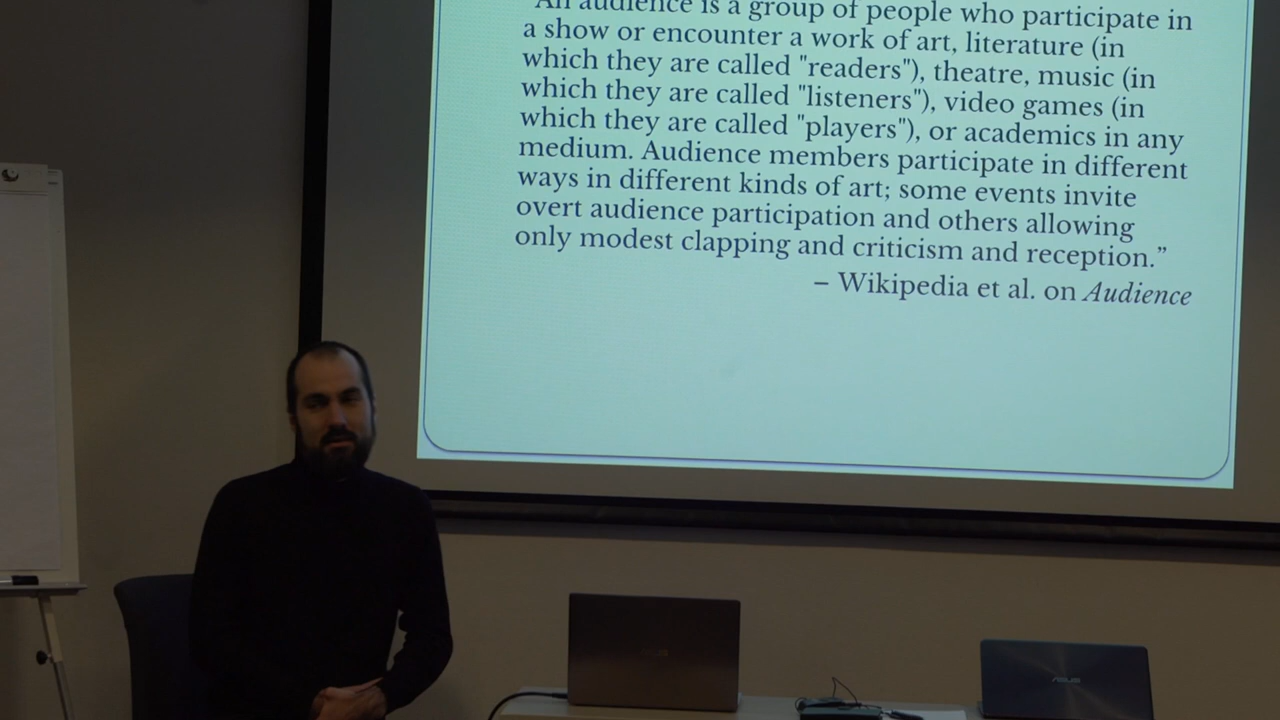 "An audience is a group of people who participate in
a show or encounter a work of art, literature (in
which they are called "readers"), theatre, music (in
which they are called "listeners"), video games (in
which they are called "players"), or academics in any
medium. Audience members participate in different
ways in different kinds of art; some events invite
overt audience participation and others allowing
only modest clapping and criticism and reception.”
– Wikipedia et al. on Audience
ASUS
ASUS